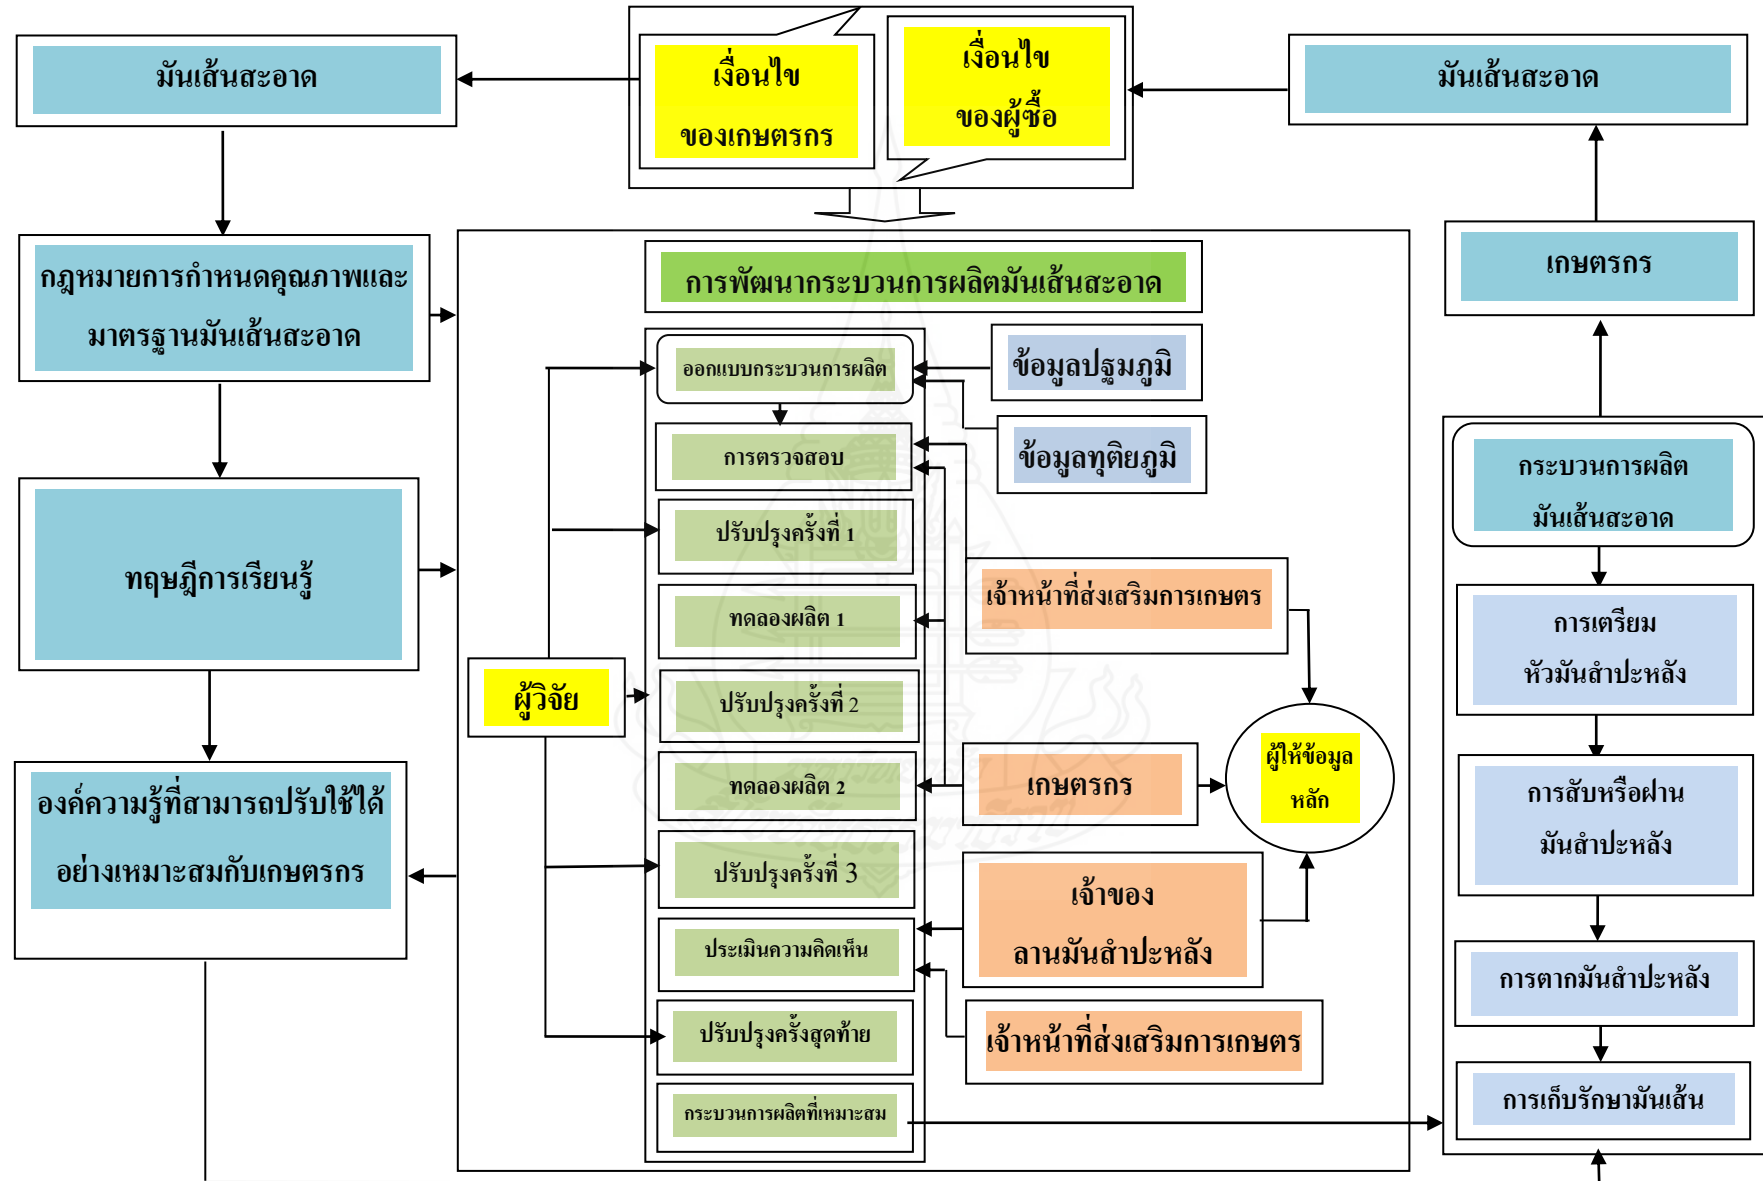 มันเส้นสะอาด
เงื่อนไข
ของเกษตรกร
เงื่อนไข
ของผู้ซื้อ
มันเส้นสะอาด
กฎหมายการกำหนดคุณภาพและ
มาตรฐานมันเส้นสะอาด
ทฤษฎีการเรียนรู้
องค์ความรู้ที่สามารถปรับใช้ได้
อย่างเหมาะสมกับเกษตรกร
การพัฒนากระบวนการผลิตมันเส้นสะอาด
ผู้วิจัย
ออกแบบกระบวนการผลิต
การตรวจสอบ
ปรับปรุงครั้งที่ 1
ทดลองผลิต 1
ปรับปรุงครั้งที่ 2
ทดลองผลิต 2
ปรับปรุงครั้งที่ 3
ประเมินความคิดเห็น
ปรับปรุงครั้งสุดท้าย
กระบวนการผลิตที่เหมาะสม
ข้อมูลปฐมภูมิ
ข้อมูลทุติยภูมิ
เจ้าหน้าที่ส่งเสริมการเกษตร
เกษตรกร
เจ้าของ
ลานมันสำปะหลัง
เจ้าหน้าที่ส่งเสริมการเกษตร
ผู้ให้ข้อมูล
หลัก
เกษตรกร
กระบวนการผลิต
มันเส้นสะอาด
การเตรียม
หัวมันสำปะหลัง
การสับหรือฝาน
มันสำปะหลัง
การตากมันสำปะหลัง
การเก็บรักษามันเส้น